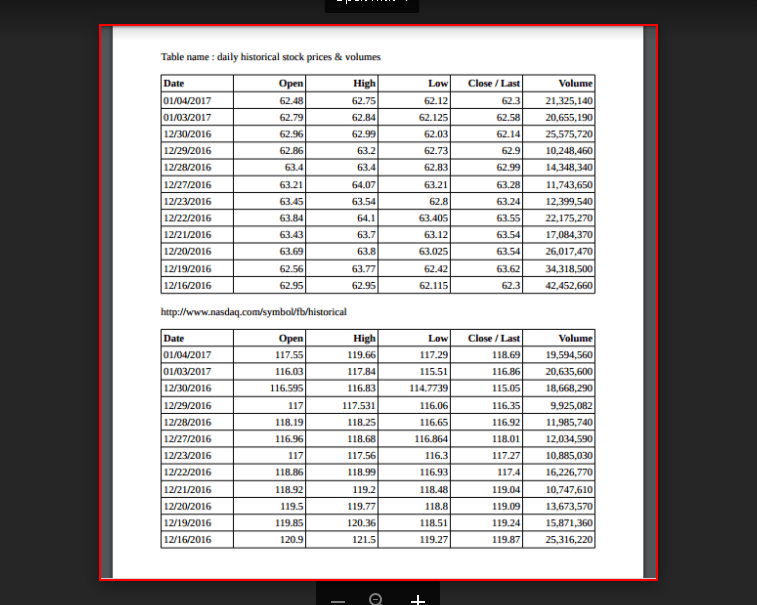 Table name : daily historical stock prices & volumes
Date Open High Low Close / Last Volume
01/04/2017 62.48 62.75 62.12 62.3 21,325,140
01/03/2017 62.79 62.84 62.125 62.58 20,655,190
12/30/2016 62.96 62.99 62.03 62.14 25,575,720
12/29/2016 62.86 63.2 62.73 62.9 10,248,460
12/28/2016 63.4 63.4 62.83 62.99 14,348,340
12/27/2016 63.21 64.07 63.21 63.28 11,743,650
12/23/2016 63.45 63.54 62.8 63.24 12,399,540
12/22/2016 63.84 64.1 63.405 63.55 22,175,270
12/21/2016 63.43 63.7 63.12 63.54 17,084,370
12/20/2016 63.69 63.8 63.025 63.54 26,017,470
12/19/2016 62.56 63.77 62.42 63.62 34,318,500
12/16/2016 62.95 62.95 62.115 62.3 42,452,660
http://www.nasdaq.com/symbol/fb/historical
Date Open High Low Close / Last Volume
01/04/2017 117.55 119.66 117.29 118.69 19,594,560
01/03/2017 116.03 117.84 115.51 116.86 20,635,600
12/30/2016 116.595 116.83 114.7739 115.05 18,668,290
12/29/2016 117 117.531 116.06 116.35 9,925,082
12/28/2016 118.19 118.25 116.65 116.92 11,985,740
12/27/2016 116.96 118.68 116.864 118.01 12,034,590
12/23/2016 117 117.56 116.3 117.27 10,885,030
12/22/2016 118.86 118.99 116.93 117.4 16,226,770
12/21/2016 118.92 119.2 118.48 119.04 10,747,610
12/20/2016 119.5 119.77 118.8 119.09 13,673,570
12/19/2016 119.85 120.36 118.51 119.24 15,871,360
12/16/2016 120.9 121.5 119.27 119.87 25,316,220